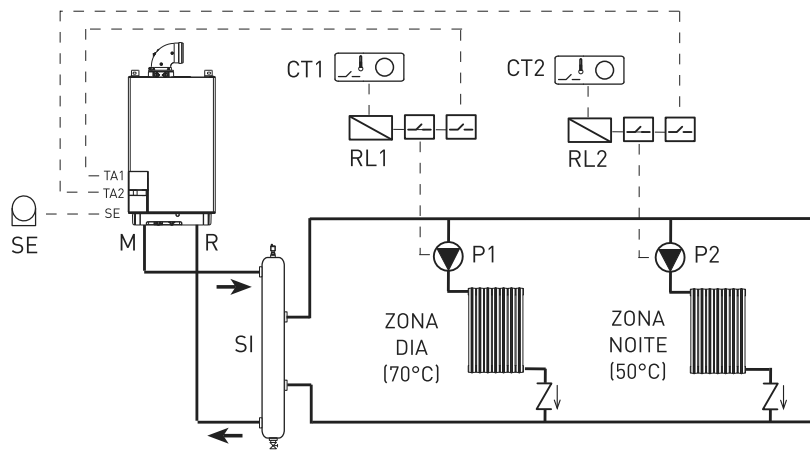 CT1
CT2
RL1
RL2
TA1
TA2
SE
SE
M
R
P1
P2
SI
ZONA
DIA
(70°C)
ZONA
NOITE
(50°C)